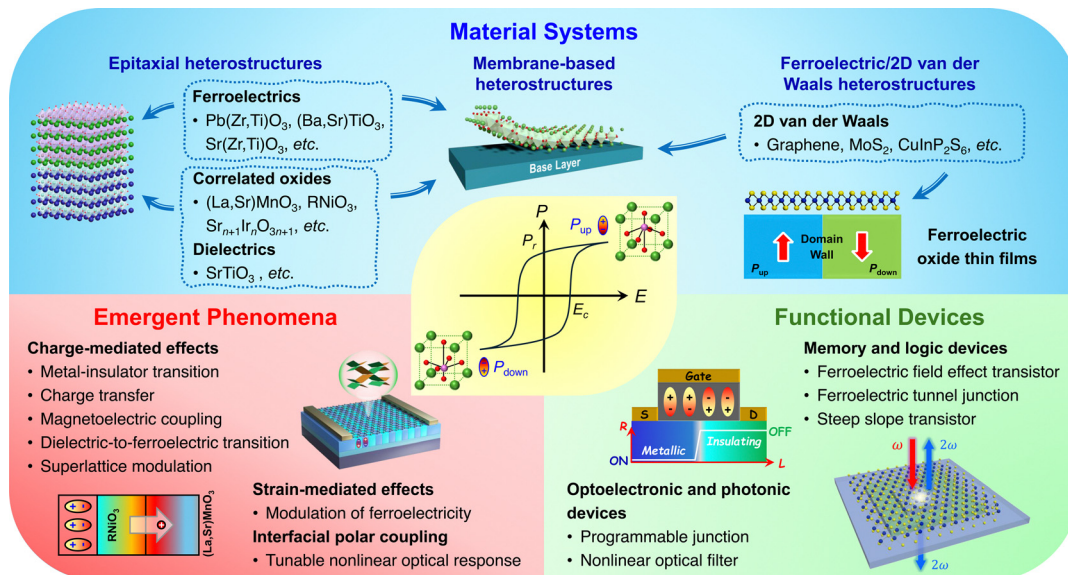 Material Systems
Epitaxial heterostructures
Ferroelectrics
• Pb(Zr,Ti)O₃, (Ba,Sr)TiO₃,
Sr(Zr,Ti)O₃, etc.
Correlated oxides
• (La,Sr)MnO₃, RNiO₃,
Srₙ₊₁IrₙO₃ₙ₊₁, etc.
Dielectrics
• SrTiO₃ , etc.
Membrane-based
heterostructures
Base Layer
Ferroelectric/2D van der
Waals heterostructures
2D van der Waals
• Graphene, MoS₂, CuInP₂S₆, etc.
Domain
Wall
P_up
P_down
Ferroelectric
oxide thin films
P
P_up
+
-
P_r
E
E_c
P_down
Emergent Phenomena
Charge-mediated effects
• Metal-insulator transition
• Charge transfer
• Magnetoelectric coupling
• Dielectric-to-ferroelectric transition
• Superlattice modulation
+ -
+ -
+ -
RNiO₃
+
(La,Sr)MnO₃
Strain-mediated effects
• Modulation of ferroelectricity
Interfacial polar coupling
• Tunable nonlinear optical response
Functional Devices
Memory and logic devices
• Ferroelectric field effect transistor
• Ferroelectric tunnel junction
• Steep slope transistor
Gate
+ + - -
- - + +
S
D
R
Metallic
Insulating
OFF
ON
L
Optoelectronic and photonic
devices
• Programmable junction
• Nonlinear optical filter
ω
2ω
2ω